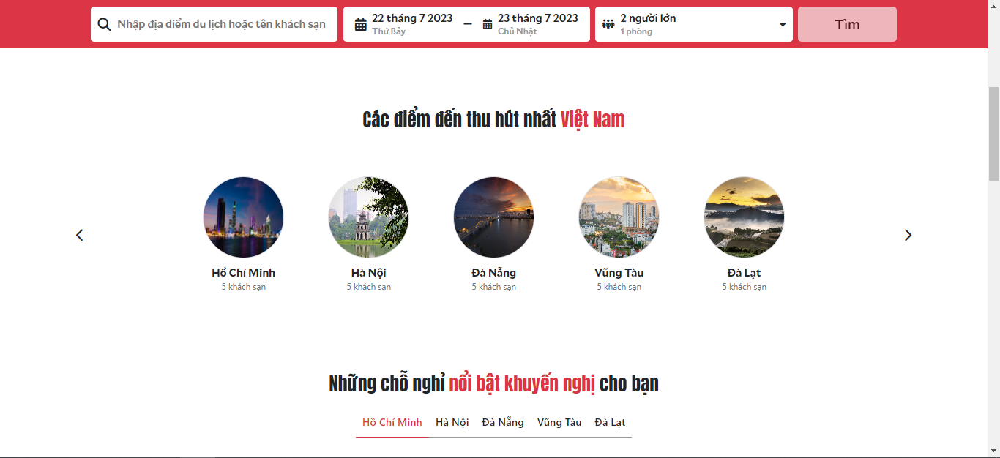 Nhập địa diểm du lịch hoặc tên khách sạn
22 tháng 7 2023 — 23 tháng 7 2023
Thứ Bảy Chủ Nhật
2 người lớn
1 phòng
Tìm
Các điểm đến thu hút nhất Việt Nam
Hồ Chí Minh Hà Nội Đà Nẵng Vũng Tàu Đà Lạt
5 khách sạn 5 khách sạn 5 khách sạn 5 khách sạn 5 khách sạn
Những chỗ nghỉ nổi bật khuyến nghị cho bạn
Hồ Chí Minh Hà Nội Đà Nẵng Vũng Tàu Đà Lạt